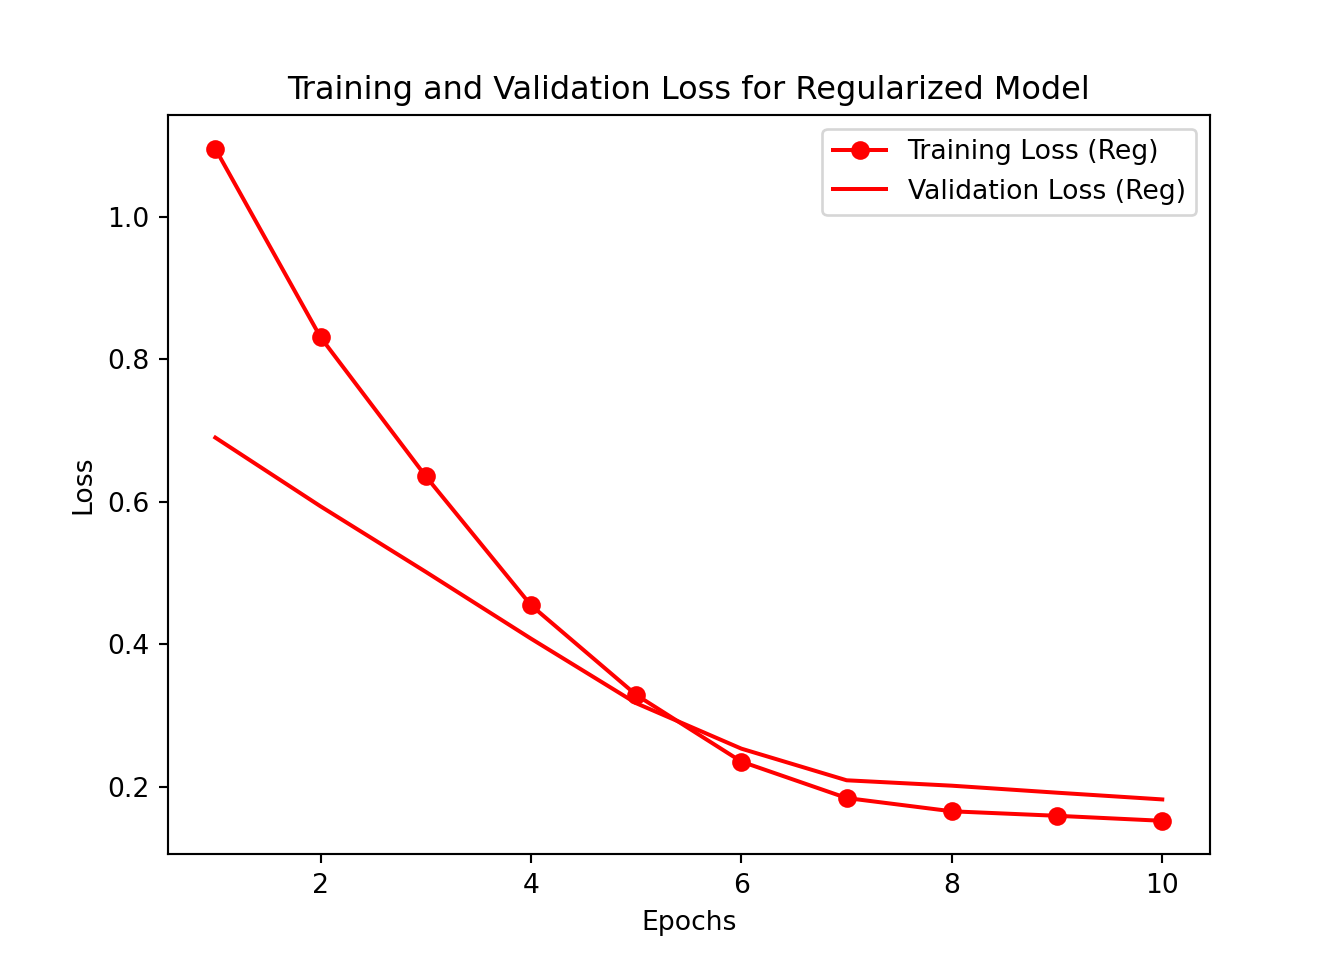 Training and Validation Loss for Regularized Model
Training Loss (Reg)
Validation Loss (Reg)
Loss
1.0
0.8
0.6
0.4
0.2
2 4 6 8 10
Epochs